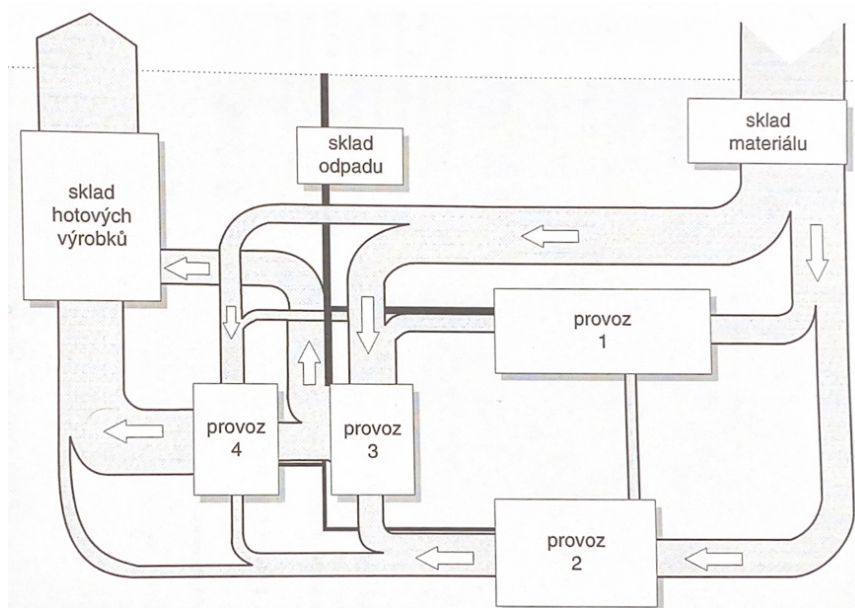 sklad
hotových
výrobků
sklad
odpadu
sklad
materiálu
provoz
1
provoz
4
provoz
3
provoz
2